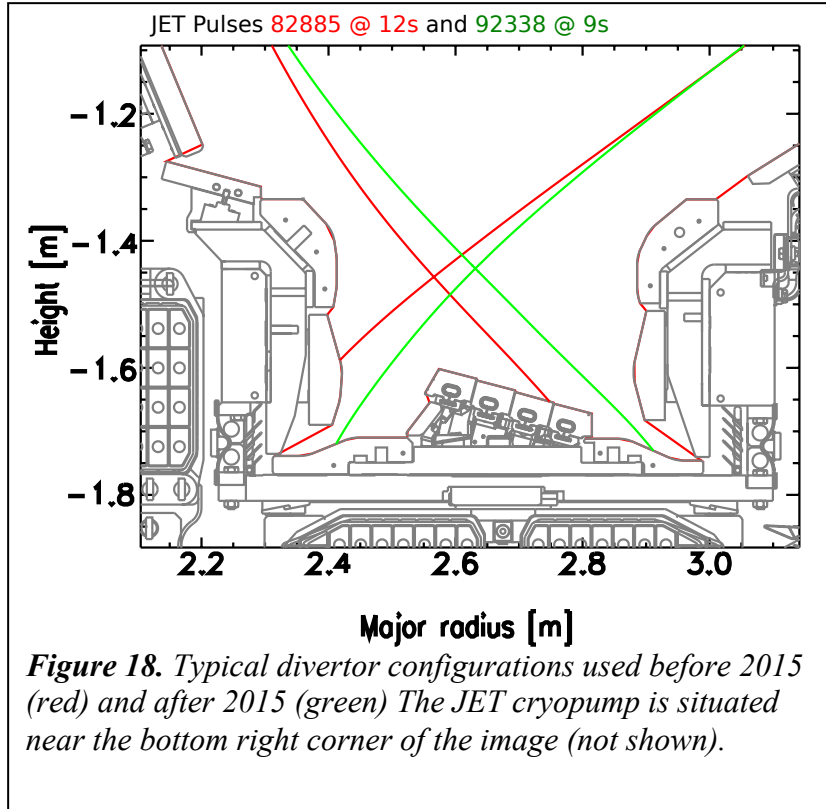 JET Pulses 82885 @ 12s and 92338 @ 9s
-1.2
-1.4
-1.6
-1.8
Height [m]
2.2 2.4 2.6 2.8 3.0
Major radius [m]
Figure 18. Typical divertor configurations used before 2015
(red) and after 2015 (green) The JET cryopump is situated
near the bottom right corner of the image (not shown).